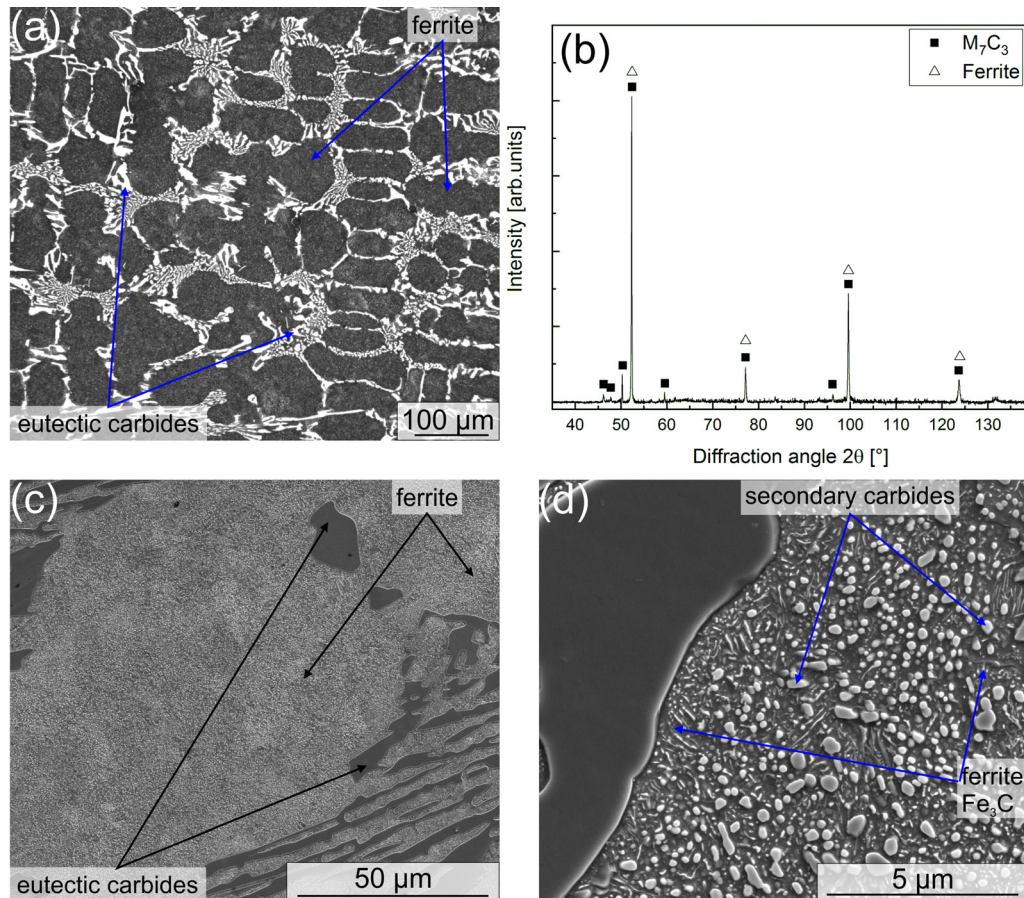 (a)
ferrite
eutectic carbides
100 µm
(b)
■ M₇C₃
△ Ferrite
Intensity [arb.units]
40 50 60 70 80 90 100 110 120 130
Diffraction angle 2θ [°]
(c)
ferrite
eutectic carbides
50 µm
(d)
secondary carbides
ferrite
Fe₃C
5 µm